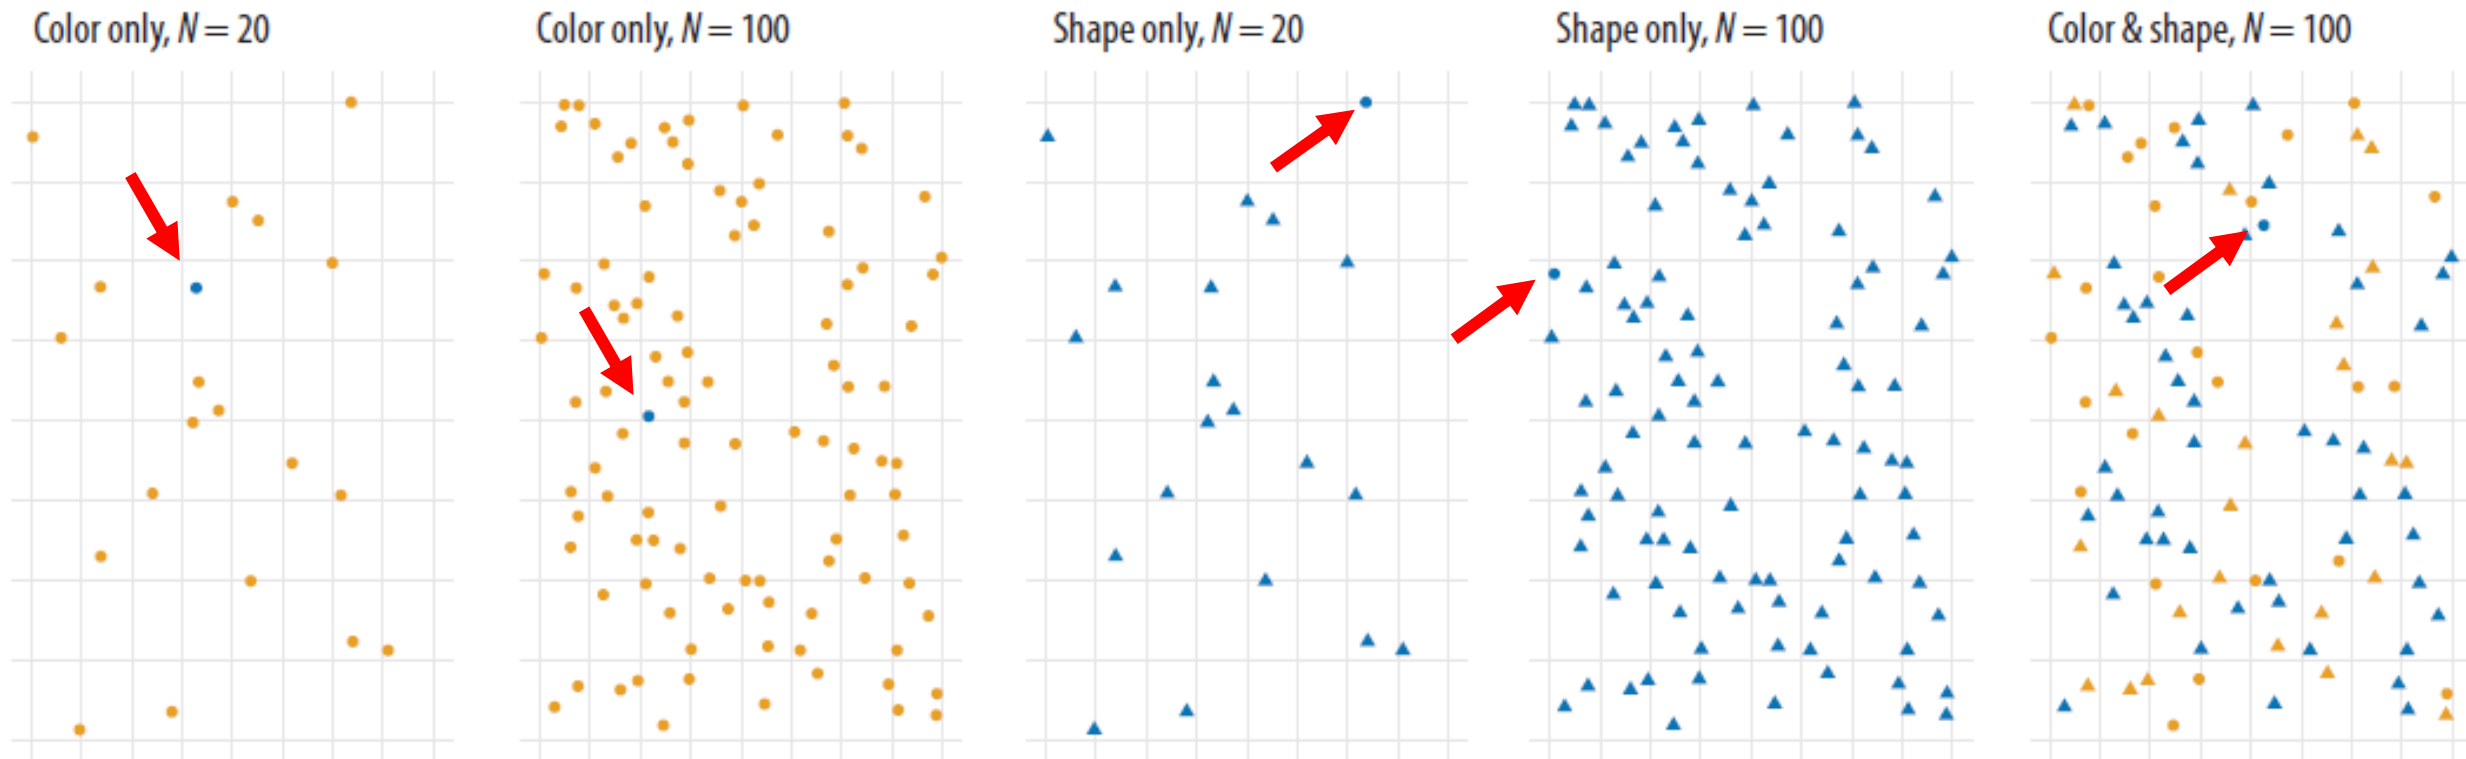 Color only, N = 20
Color only, N = 100
Shape only, N = 20
Shape only, N = 100
Color & shape, N = 100